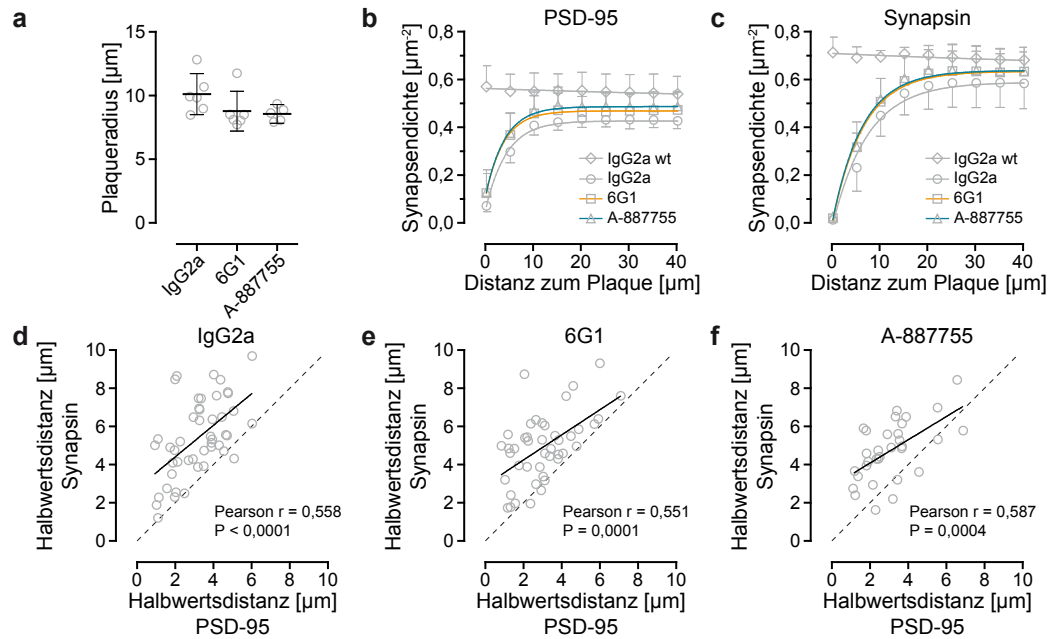 a
Plaqueradius [µm]
15
10
5
0
IgG2a
6G1
A-887755
b
PSD-95
Synapsendichte [µm⁻²]
0,8
0,6
0,4
0,2
0,0
IgG2a wt
IgG2a
6G1
A-887755
0 10 20 30 40
Distanz zum Plaque [µm]
c
Synapsin
Synapsendichte [µm⁻²]
0,8
0,6
0,4
0,2
0,0
IgG2a wt
IgG2a
6G1
A-887755
0 10 20 30 40
Distanz zum Plaque [µm]
d
IgG2a
Halbwertsdistanz [µm]
Synapsin
10
8
6
4
2
0
Pearson r = 0,558
P < 0,0001
0 2 4 6 8 10
Halbwertsdistanz [µm]
PSD-95
e
6G1
Halbwertsdistanz [µm]
Synapsin
10
8
6
4
2
0
Pearson r = 0,551
P = 0,0001
0 2 4 6 8 10
Halbwertsdistanz [µm]
PSD-95
f
A-887755
Halbwertsdistanz [µm]
Synapsin
10
8
6
4
2
0
Pearson r = 0,587
P = 0,0004
0 2 4 6 8 10
Halbwertsdistanz [µm]
PSD-95